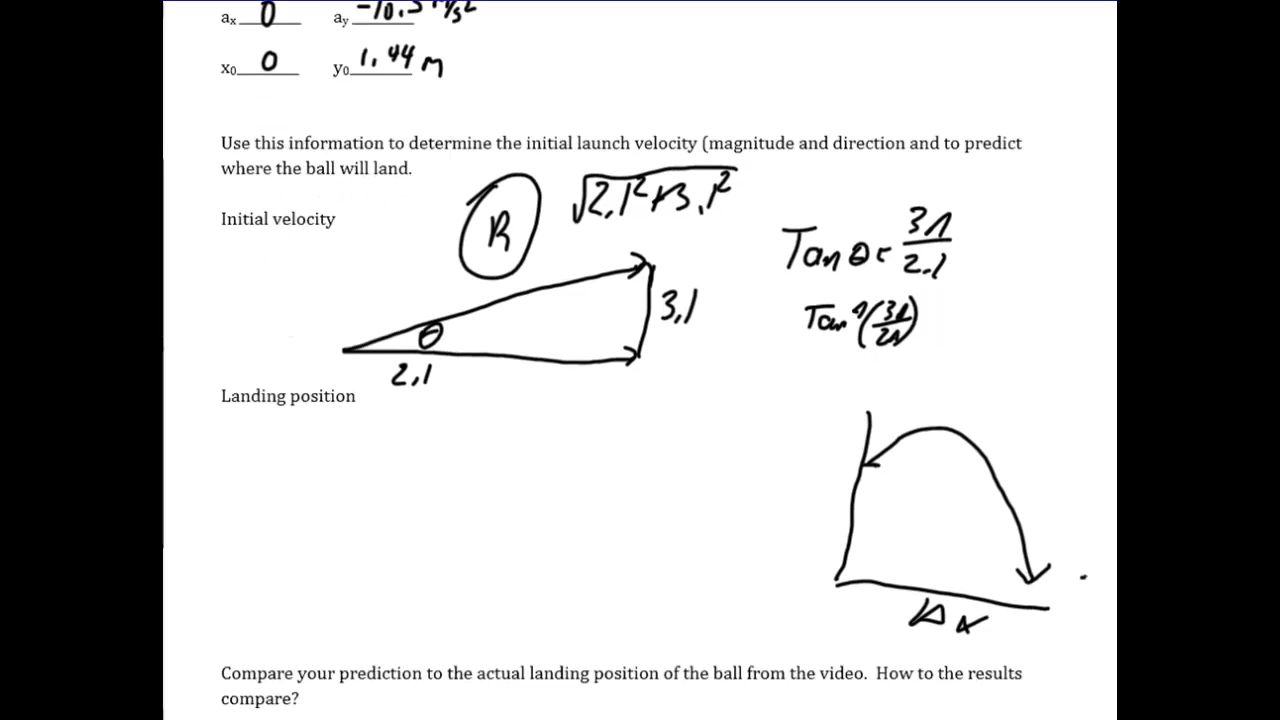 ax 0 ay -10.3 m/s²
x0 0 y0 1.44 m
Use this information to determine the initial launch velocity (magnitude and direction and to predict
where the ball will land.
Initial velocity
R √2.1²+3.1²
Tan θ = 3.1/2.1
Tan⁻¹(3.1/2.1)
3.1
θ
2.1
Landing position
Δx
Compare your prediction to the actual landing position of the ball from the video. How to the results
compare?